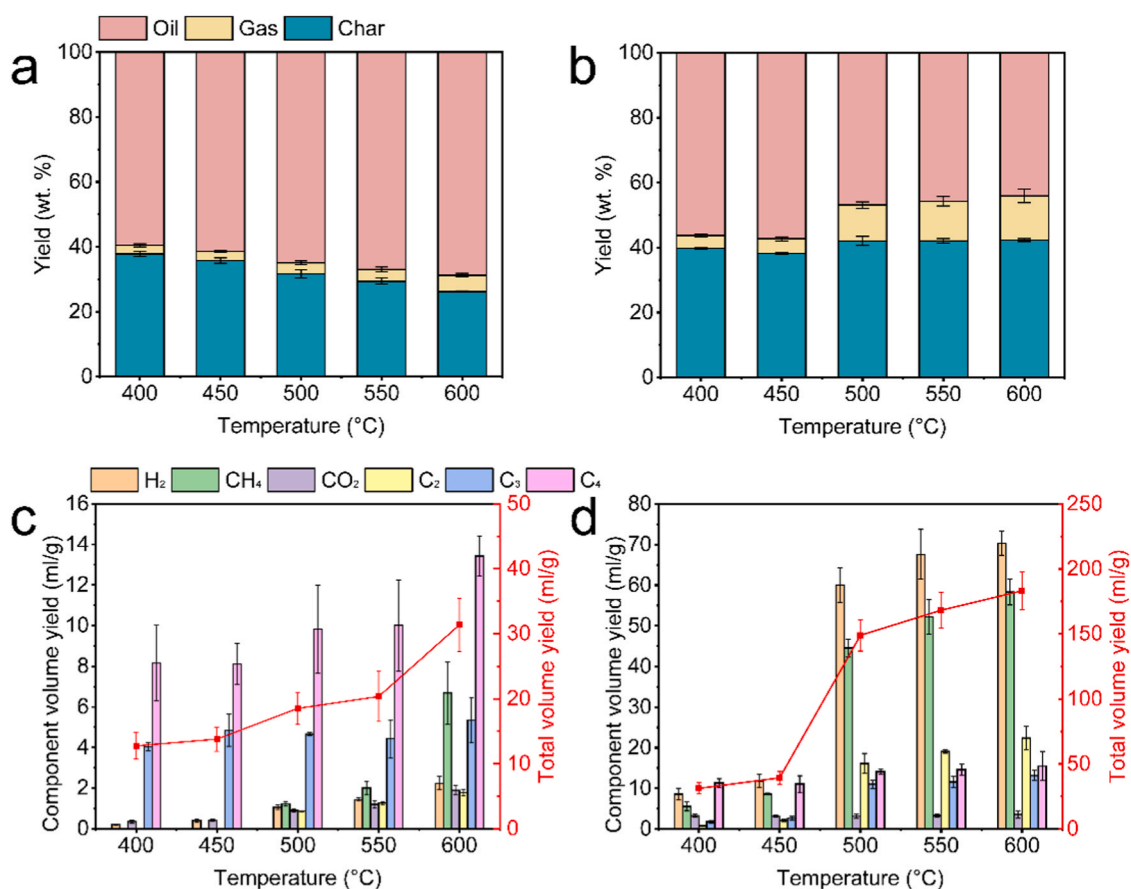 Oil Gas Char
a
100
80
60
40
20
0
Yield (wt. %)
400 450 500 550 600
Temperature (°C)
b
100
80
60
40
20
0
Yield (wt. %)
400 450 500 550 600
Temperature (°C)
H₂ CH₄ CO₂ C₂ C₃ C₄
c
16
14
12
10
8
6
4
2
0
Component volume yield (ml/g)
50
40
30
20
10
0
Total volume yield (ml/g)
400 450 500 550 600
Temperature (°C)
d
80
70
60
50
40
30
20
10
0
Component volume yield (ml/g)
250
200
150
100
50
0
Total volume yield (ml/g)
400 450 500 550 600
Temperature (°C)